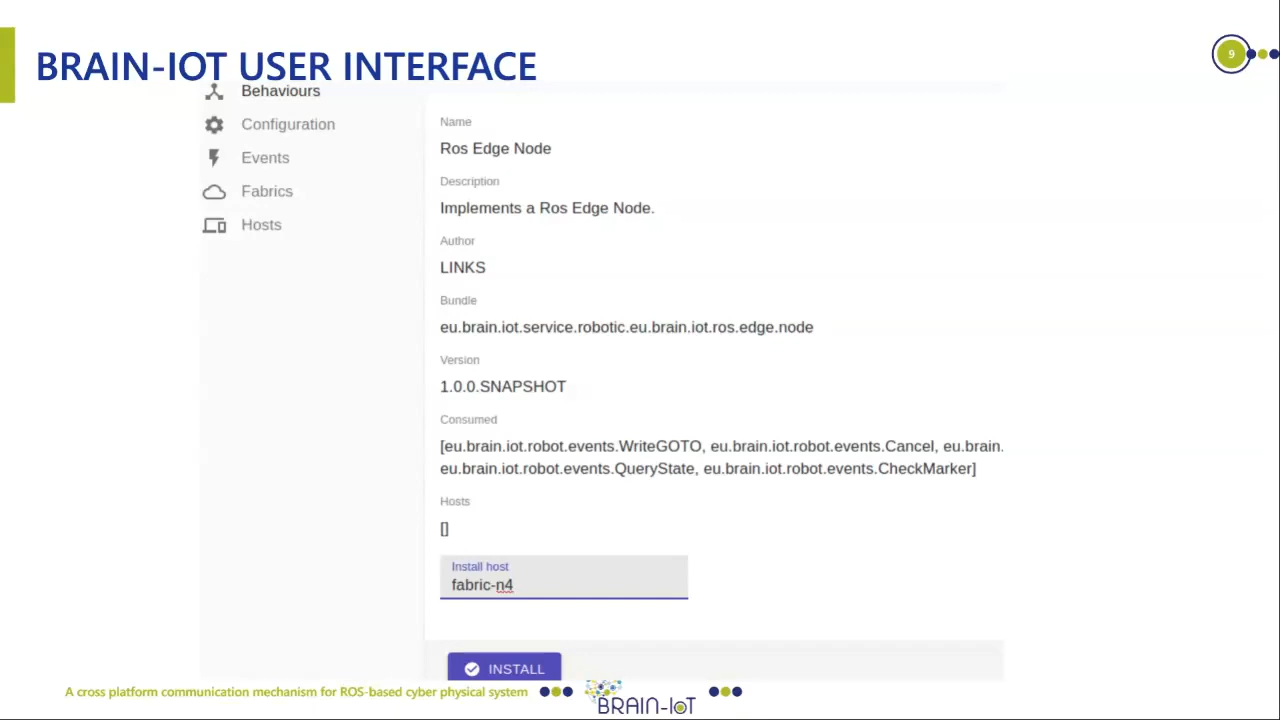 BRAIN-IOT USER INTERFACE
9
Behaviours
Configuration
Events
Fabrics
Hosts
Name
Ros Edge Node
Description
Implements a Ros Edge Node.
Author
LINKS
Bundle
eu.brain.iot.service.robotic.eu.brain.iot.ros.edge.node
Version
1.0.0.SNAPSHOT
Consumed
[eu.brain.iot.robot.events.WriteGOTO, eu.brain.iot.robot.events.Cancel, eu.brain.
eu.brain.iot.robot.events.QueryState, eu.brain.iot.robot.events.CheckMarker]
Hosts
[]
Install host
fabric-n4
INSTALL
A cross platform communication mechanism for ROS-based cyber physical system
BRAIN-IoT